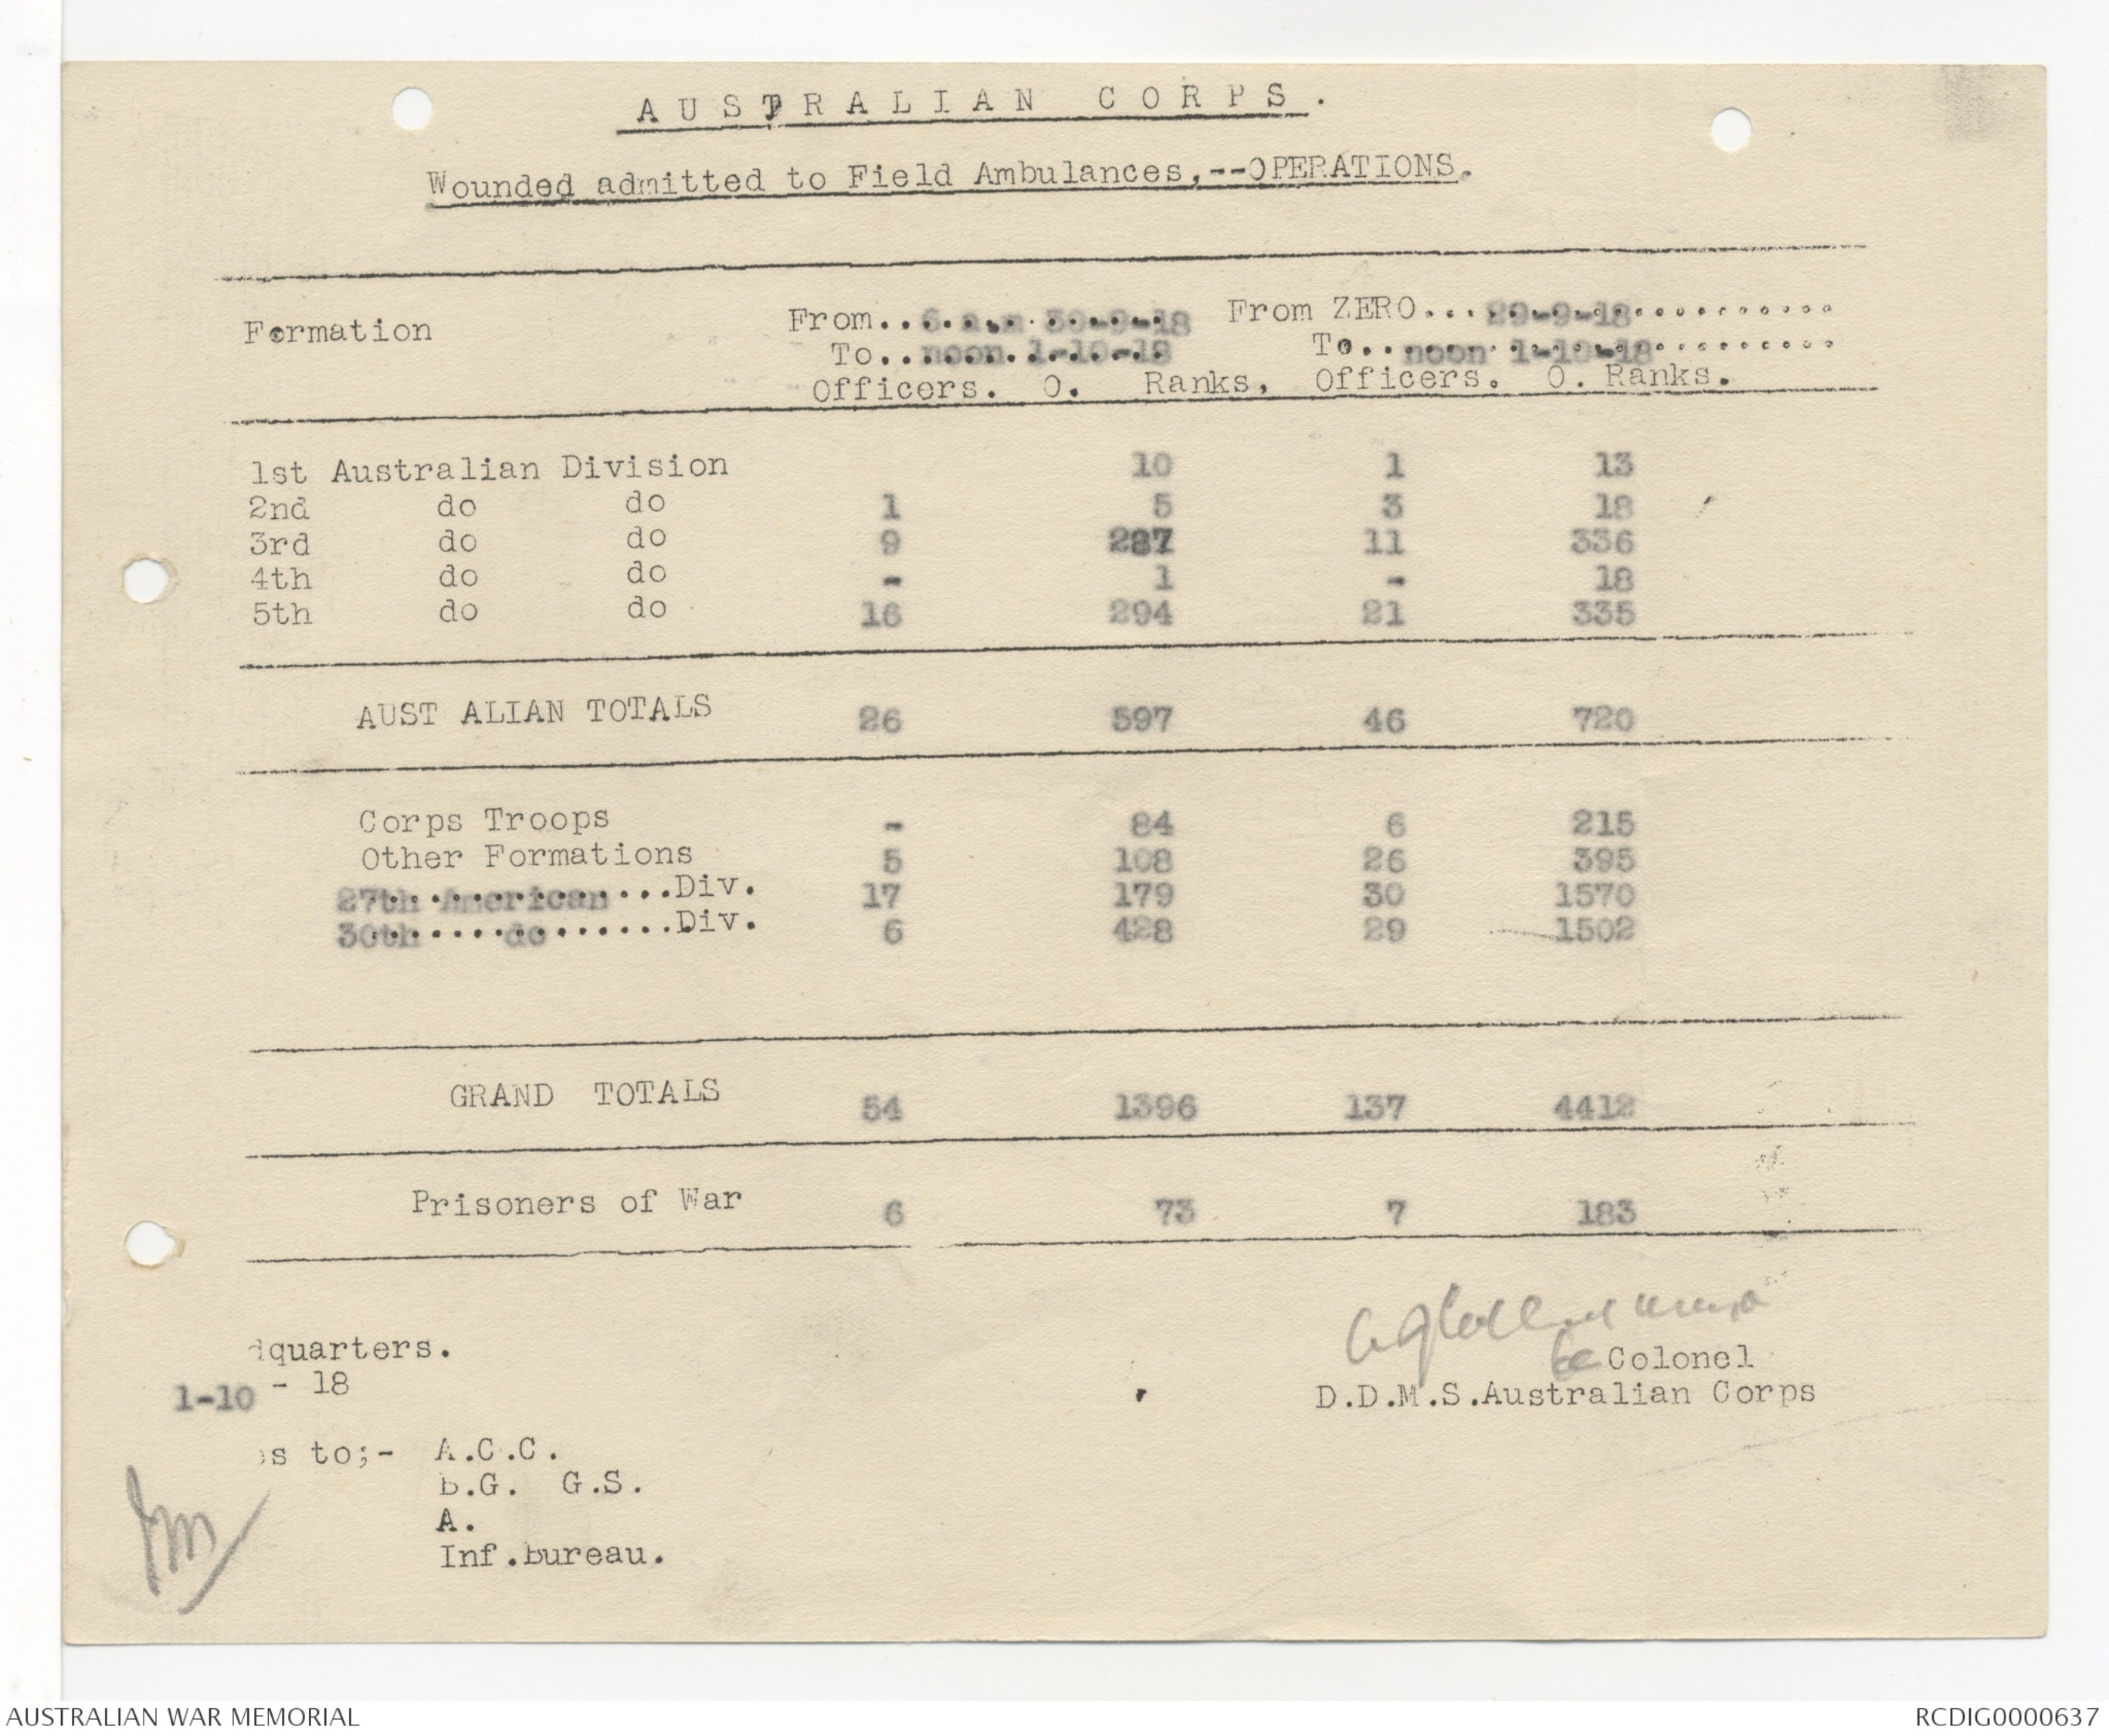 AUSTRALIAN CORPS.
Wounded admitted to Field Ambulances,--OPERATIONS.
Formation From.. 6 a.m 30-9-18 From ZERO... 29-9-18...........
To.. noon 1-10-18 To.. noon 1-10-18..........
Officers. O. Ranks, Officers. O. Ranks.
1st Australian Division 10 1 13
2nd do do 1 5 3 18
3rd do do 9 287 11 336
4th do do - 1 - 18
5th do do 16 294 21 335
AUST ALIAN TOTALS 26 597 46 720
Corps Troops - 84 6 215
Other Formations 5 108 26 395
27th American...Div. 17 179 30 1570
30th....do.......Div. 6 428 29 1502
GRAND TOTALS 54 1396 137 4412
Prisoners of War 6 73 7 183
dquarters.
1-10 - 18
Colonel
D.D.M.S.Australian Corps
s to;- A.C.C.
B.G. G.S.
A.
Inf.Bureau.
AUSTRALIAN WAR MEMORIAL RCDIG0000637